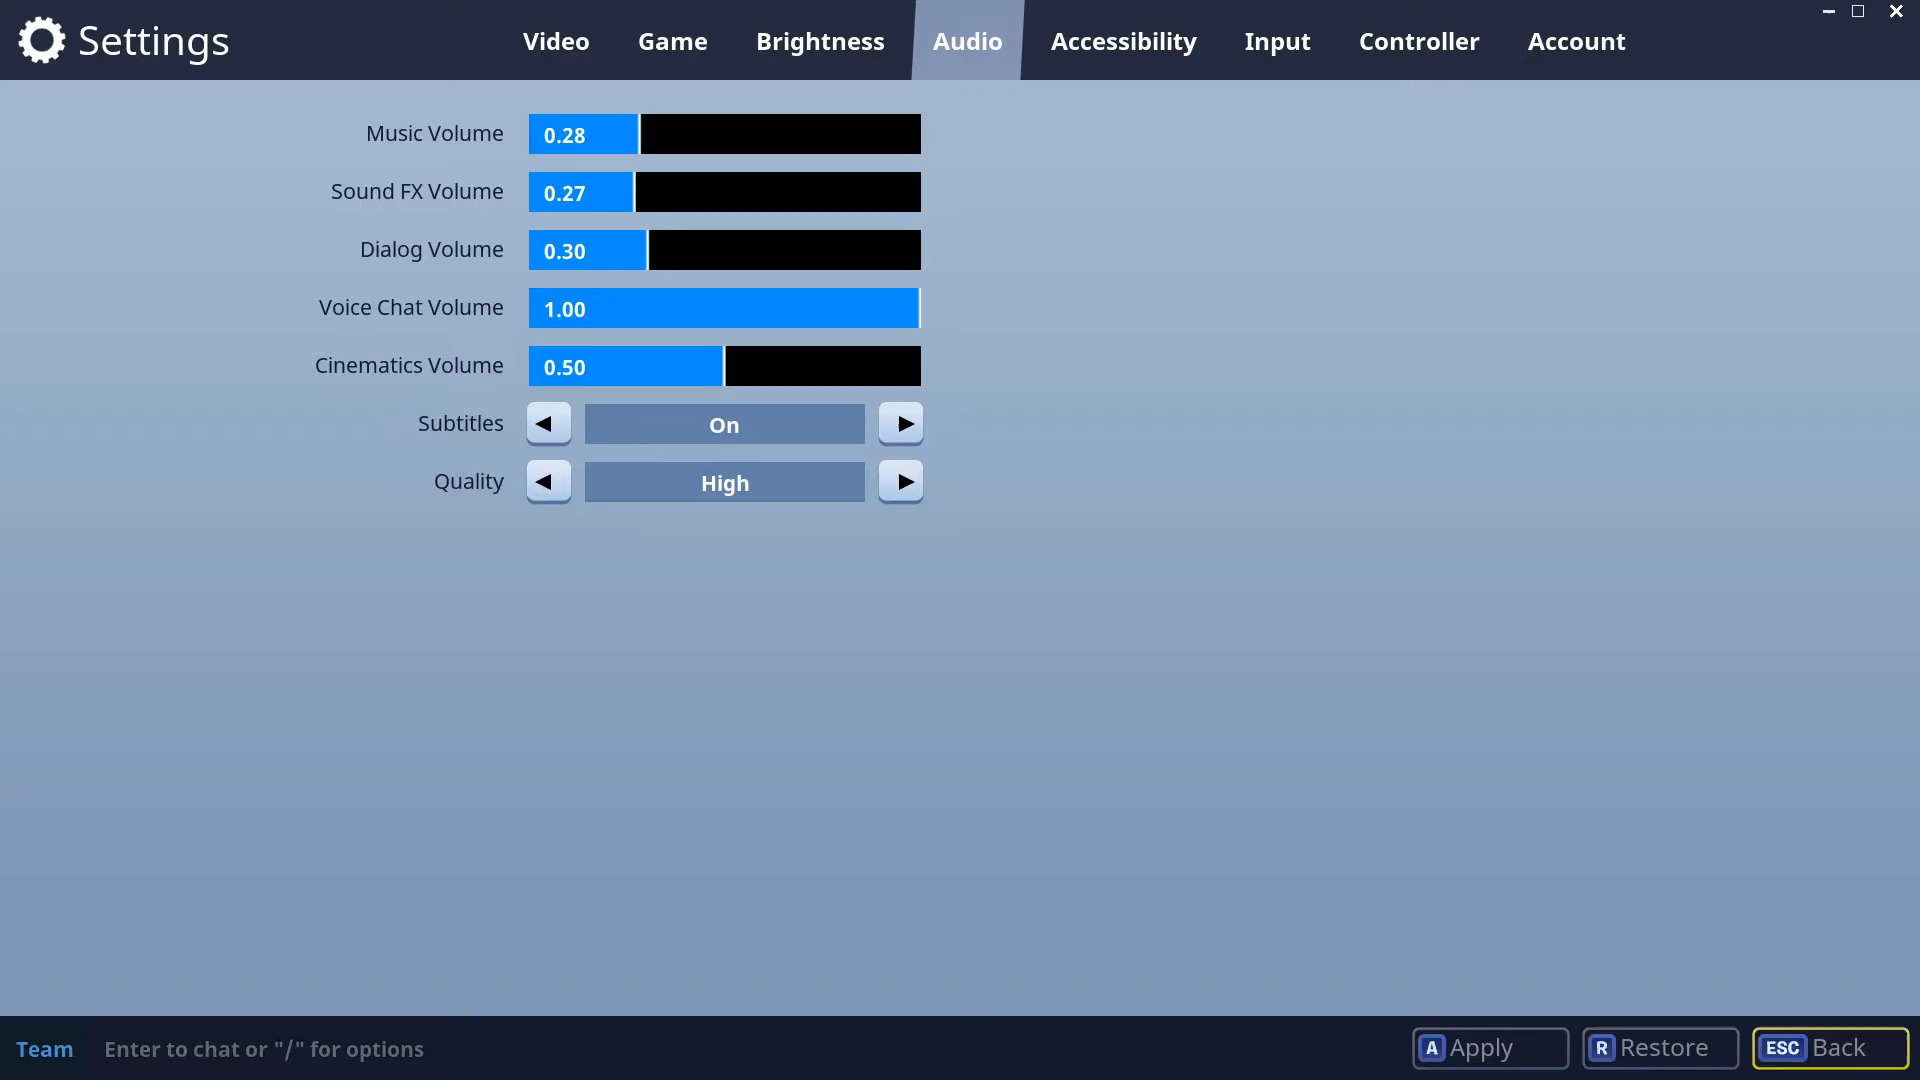 Settings
Video Game Brightness Audio Accessibility Input Controller Account
Music Volume 0.28
Sound FX Volume 0.27
Dialog Volume 0.30
Voice Chat Volume 1.00
Cinematics Volume 0.50
Subtitles On
Quality High
Team Enter to chat or "/" for options A Apply R Restore ESC Back